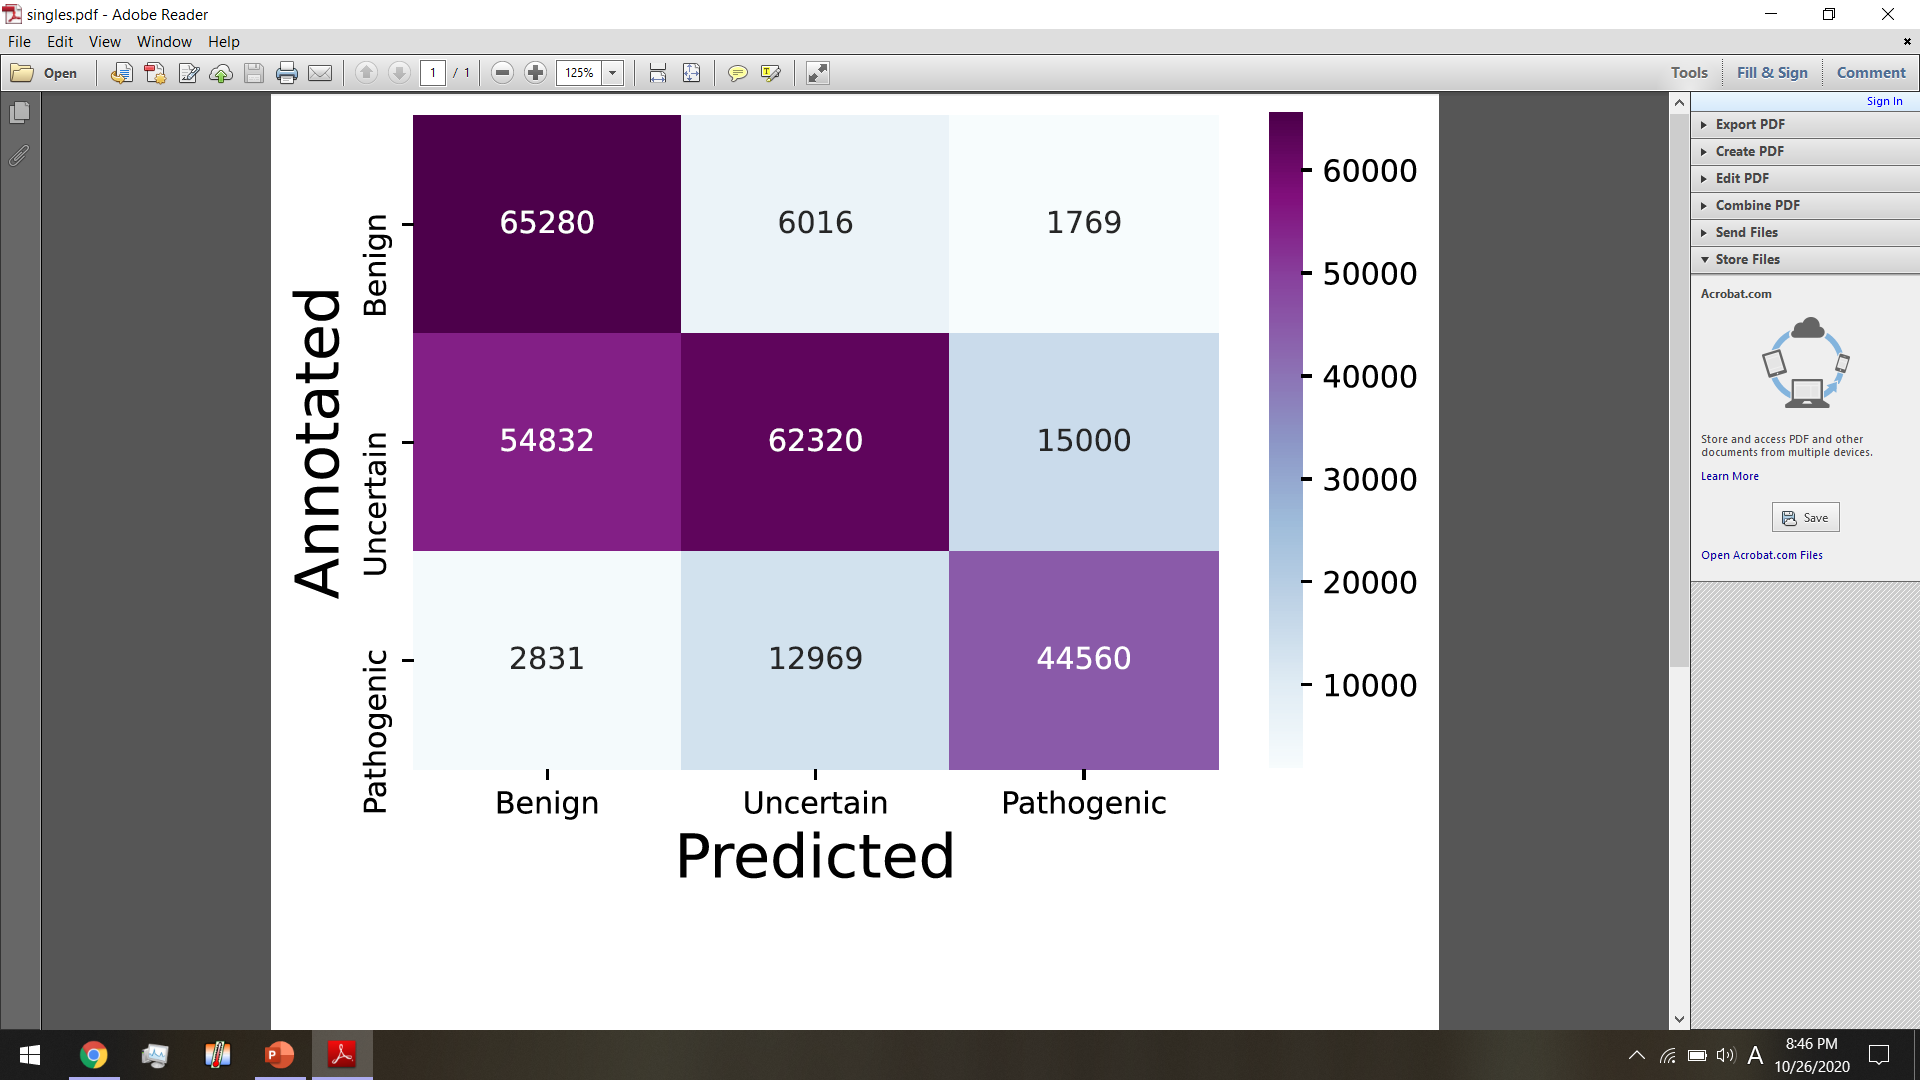 singles.pdf - Adobe Reader
File Edit View Window Help
Open 1 / 1 125% Tools Fill & Sign Comment
Sign In
Export PDF
Create PDF
Edit PDF
Combine PDF
Send Files
Store Files
Acrobat.com
Store and access PDF and other
documents from multiple devices.
Learn More
Save
Open Acrobat.com Files
Annotated
Benign
Uncertain
Pathogenic
65280 6016 1769
54832 62320 15000
2831 12969 44560
Benign Uncertain Pathogenic
Predicted
60000
50000
40000
30000
20000
10000
P
A
8:46 PM
10/26/2020